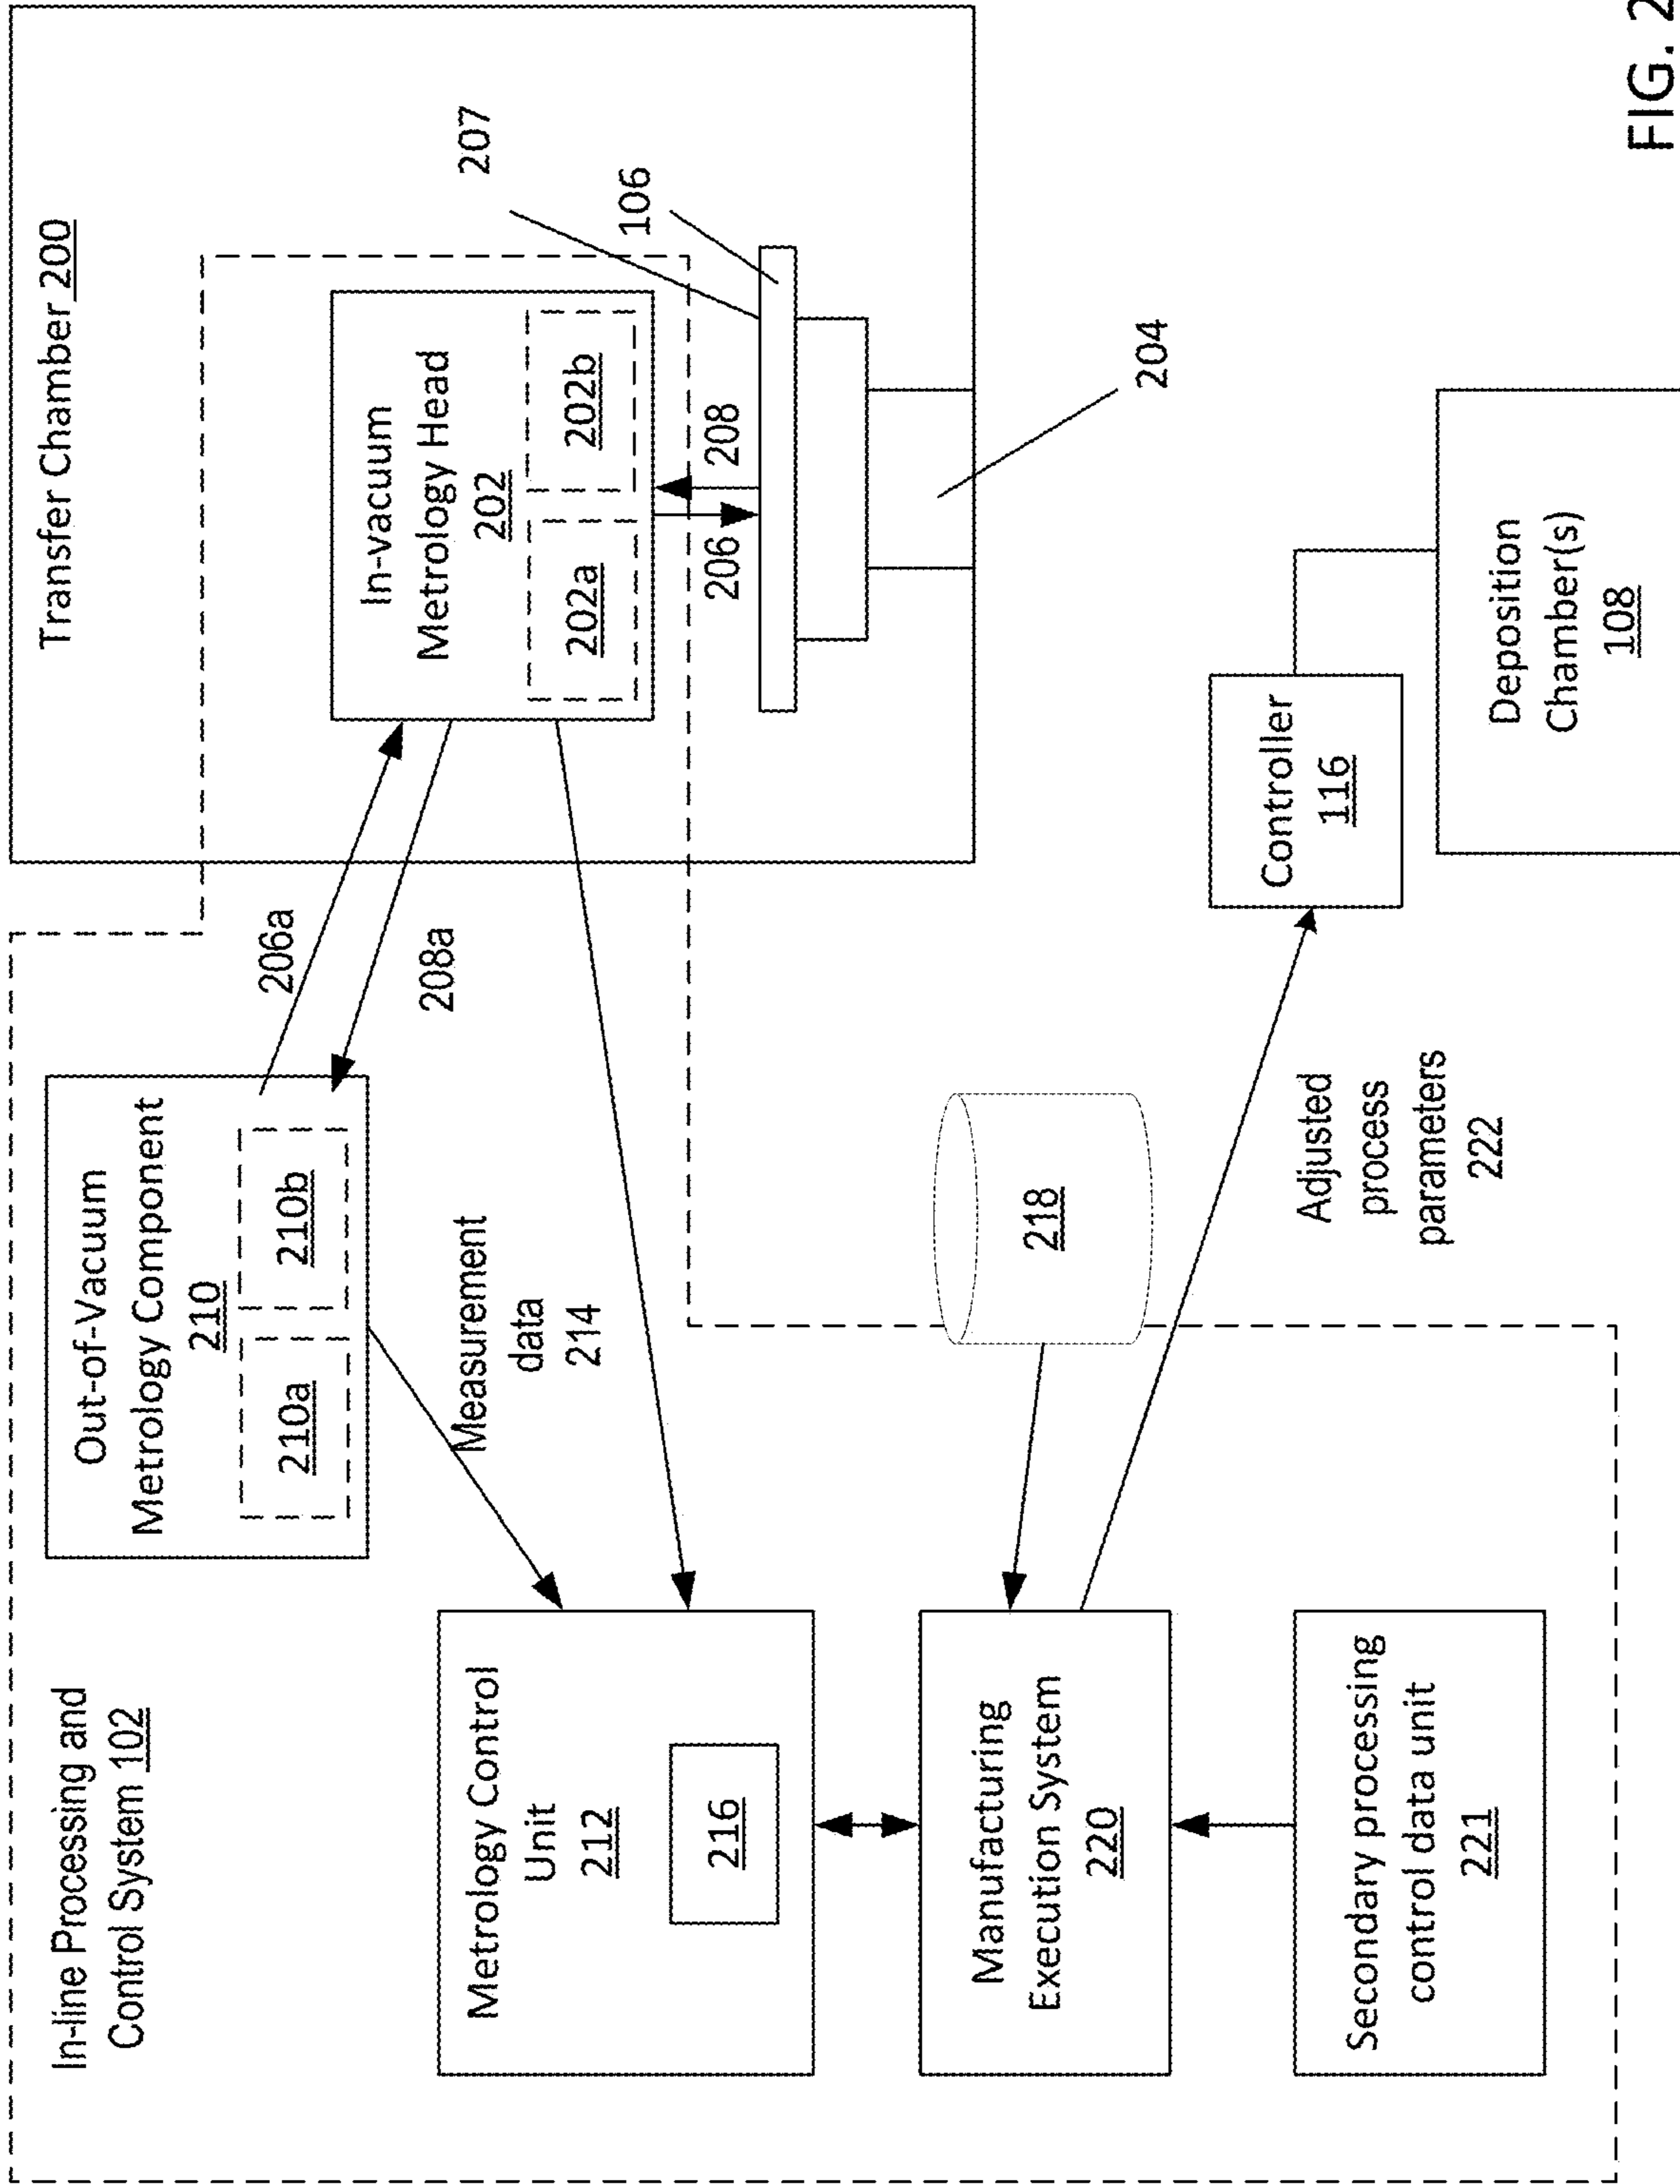 In-line Processing and
Control System 102
Out-of-Vacuum
Metrology Component
210
210a
210b
206a
208a
Transfer Chamber 200
In-vacuum
Metrology Head
202
202a
202b
206
208
207
106
204
Metrology Control
Unit
212
216
Measurement
data
214
Manufacturing
Execution System
220
218
Secondary processing
control data unit
221
Adjusted
process
parameters
222
Controller
116
Deposition
Chamber(s)
108
FIG. 2